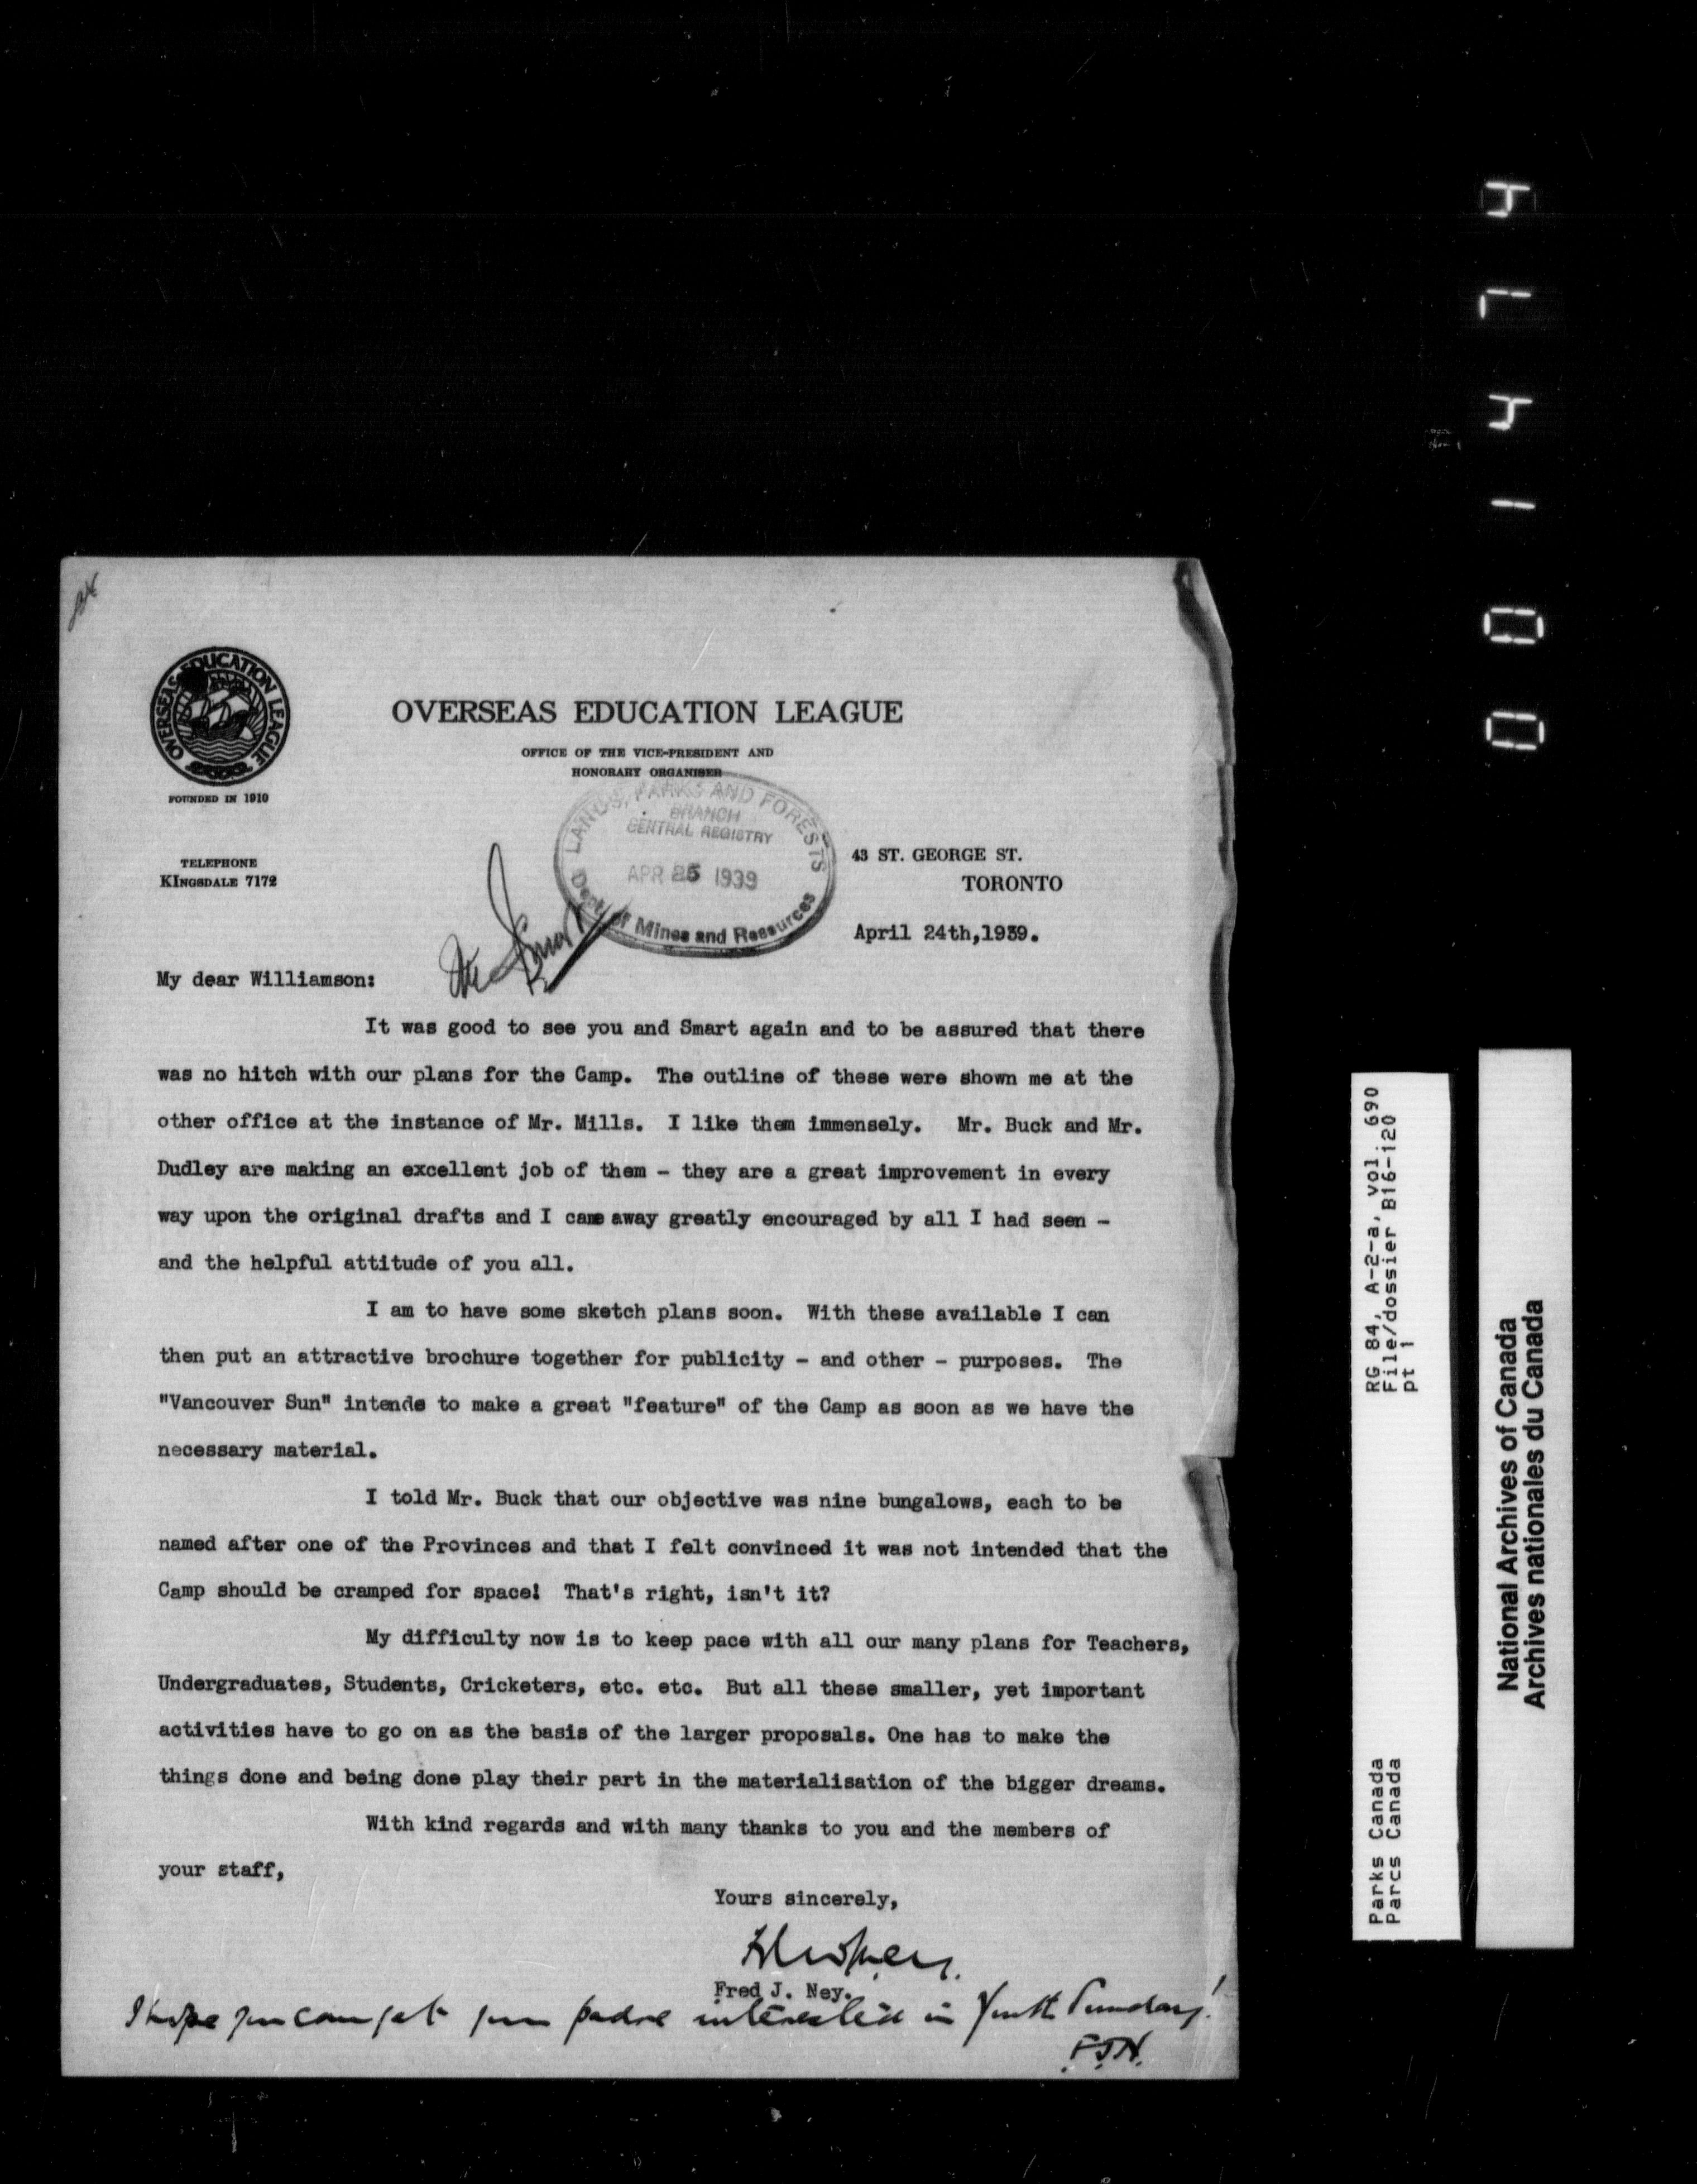 OVERSEAS EDUCATION LEAGUE
FOUNDED IN 1910
OVERSEAS EDUCATION LEAGUE
OFFICE OF THE VICE-PRESIDENT AND
HONORARY ORGANISER
LANDS, PARKS AND FORESTS
BRANCH
CENTRAL REGISTRY
APR 25 1939
Dept. of Mines and Resources
TELEPHONE
KINGSDALE 7172
43 ST. GEORGE ST.
TORONTO
April 24th,1939.
Mr Smart
My dear Williamson:
It was good to see you and Smart again and to be assured that there
was no hitch with our plans for the Camp. The outline of these were shown me at the
other office at the instance of Mr. Mills. I like them immensely. Mr. Buck and Mr.
Dudley are making an excellent job of them - they are a great improvement in every
way upon the original drafts and I came away greatly encouraged by all I had seen -
and the helpful attitude of you all.
I am to have some sketch plans soon. With these available I can
then put an attractive brochure together for publicity - and other - purposes. The
"Vancouver Sun" intends to make a great "feature" of the Camp as soon as we have the
necessary material.
I told Mr. Buck that our objective was nine bungalows, each to be
named after one of the Provinces and that I felt convinced it was not intended that the
Camp should be cramped for space! That's right, isn't it?
My difficulty now is to keep pace with all our many plans for Teachers,
Undergraduates, Students, Cricketers, etc. etc. But all these smaller, yet important
activities have to go on as the basis of the larger proposals. One has to make the
things done and being done play their part in the materialisation of the bigger dreams.
With kind regards and with many thanks to you and the members of
your staff,
Yours sincerely,
Fred J. Ney.
I hope you can get your padre interested in Youth Sunday!
F.J.N.
RG 84, A-2-a, vol. 690
File/dossier B16-120
pt 1
Parks Canada
Parcs Canada
National Archives of Canada
Archives nationales du Canada